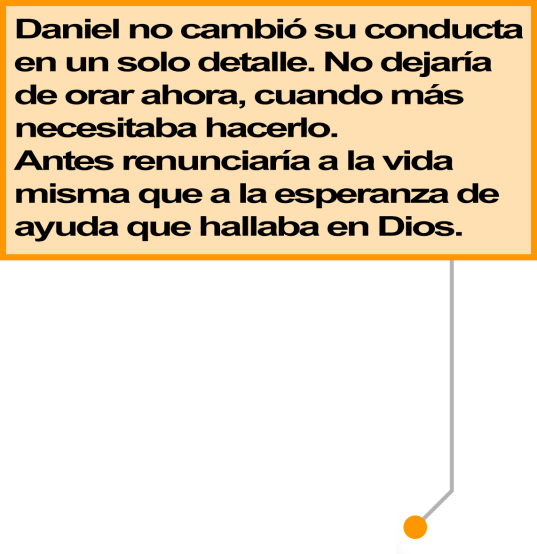 Daniel no cambió su conducta
en un solo detalle. No dejaría
de orar ahora, cuando más
necesitaba hacerlo.
Antes renunciaría a la vida
misma que a la esperanza de
ayuda que hallaba en Dios.